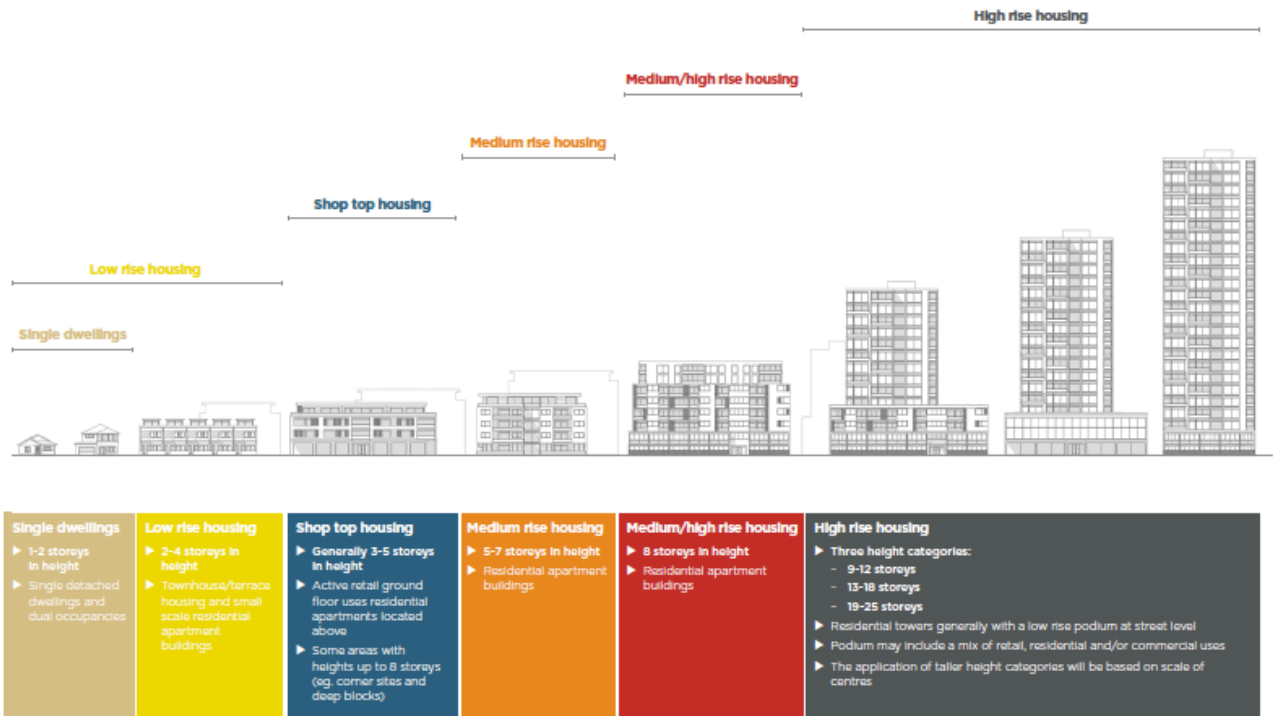 High rise housing
Medium/high rise housing
Medium rise housing
Shop top housing
Low rise housing
Single dwellings
Single dwellings
▶ 1-2 storeys
in height
▶ Single detached
dwellings and
dual occupancies
Low rise housing
▶ 2-4 storeys in
height
▶ Townhouse/terrace
housing and small
scale residential
apartment
buildings
Shop top housing
▶ Generally 3-5 storeys
in height
▶ Active retail ground
floor uses residential
apartments located
above
▶ Some areas with
heights up to 8 storeys
(eg. corner sites and
deep blocks)
Medium rise housing
▶ 5-7 storeys in height
▶ Residential apartment
buildings
Medium/high rise housing
▶ 8 storeys in height
▶ Residential apartment
buildings
High rise housing
▶ Three height categories:
- 9-12 storeys
- 13-18 storeys
- 19-25 storeys
▶ Residential towers generally with a low rise podium at street level
▶ Podium may include a mix of retail, residential and/or commercial uses
▶ The application of taller height categories will be based on scale of
centres